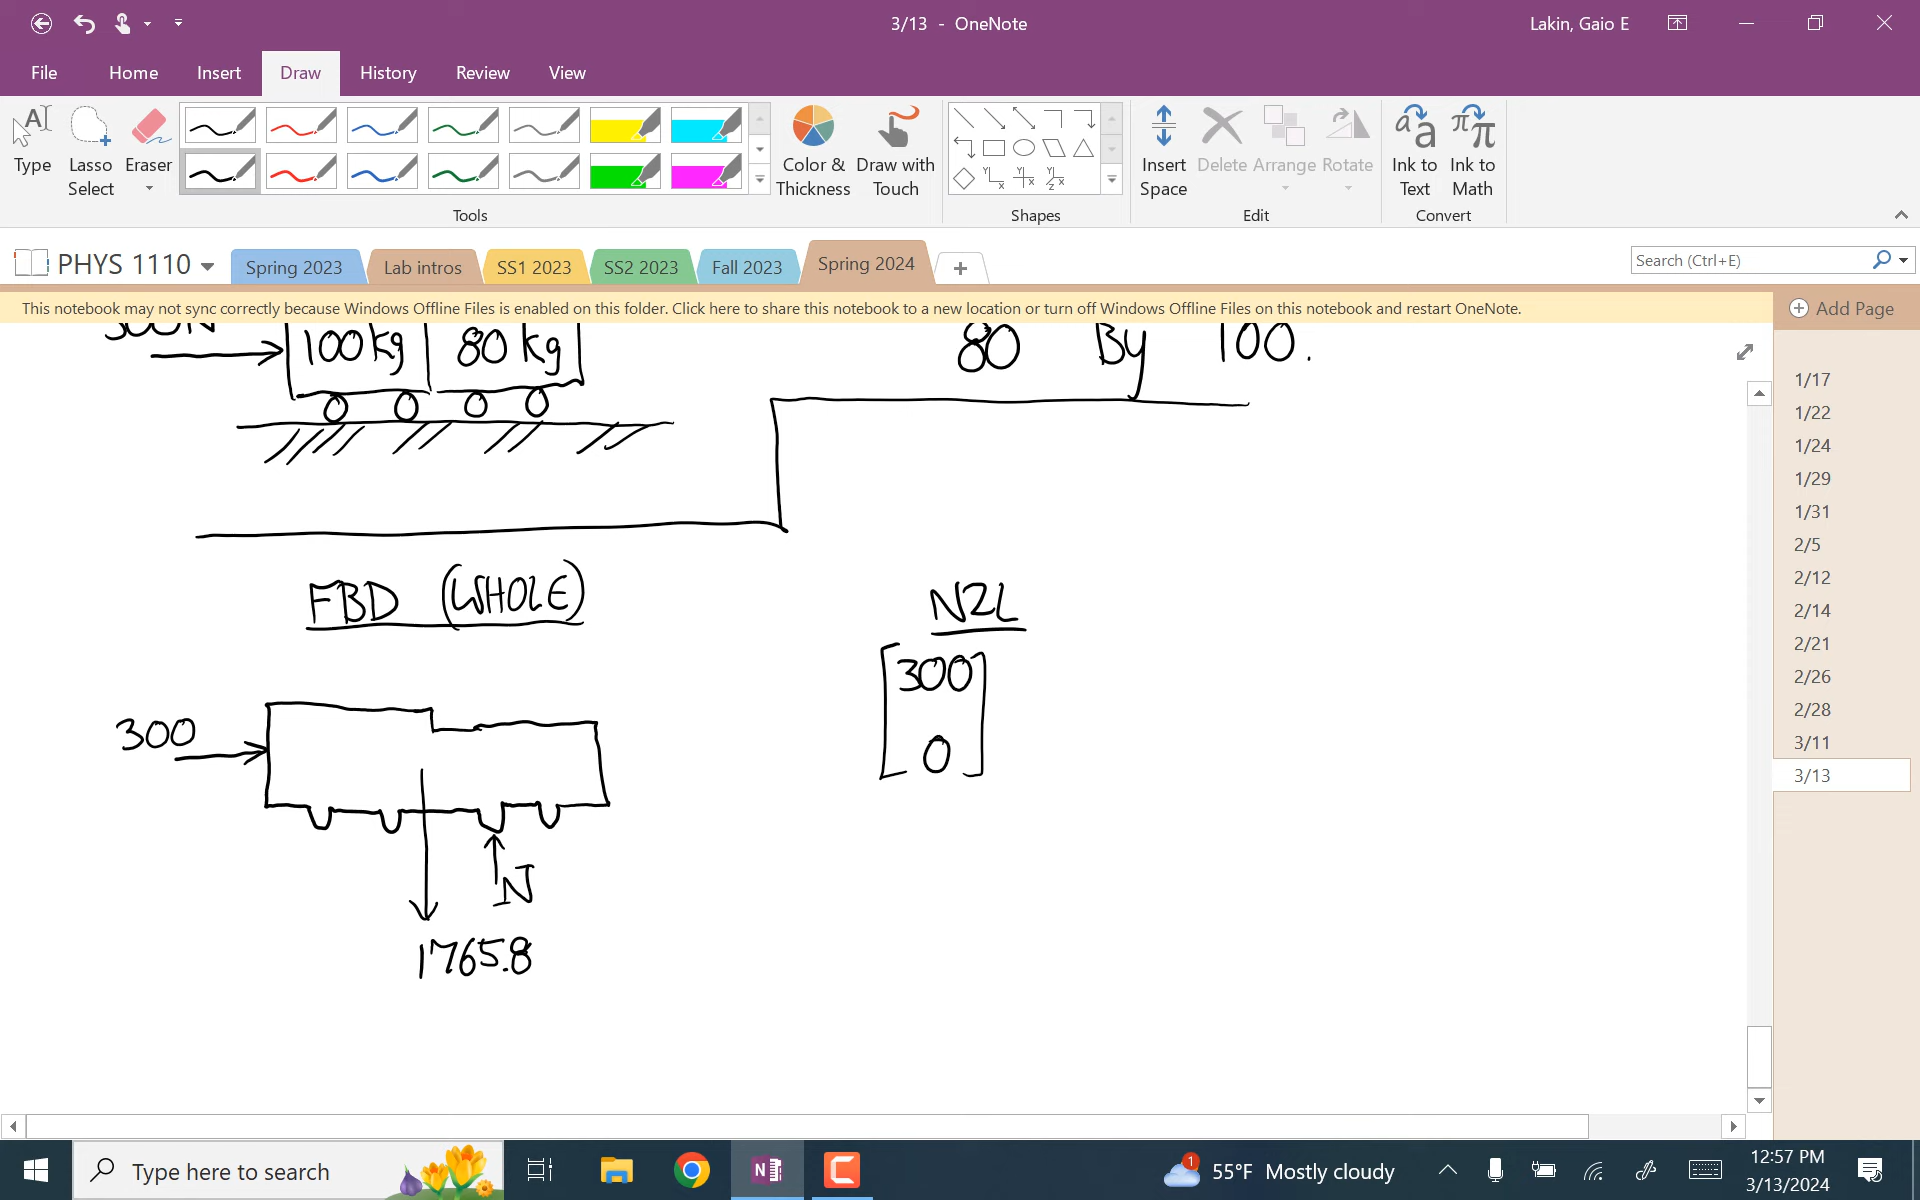 3/13 - OneNote
Lakin, Gaio E
File Home Insert Draw History Review View
Type
Lasso Select
Eraser
Color & Thickness
Draw with Touch
Insert Space
Delete
Arrange
Rotate
Ink to Text
Ink to Math
Tools
Shapes
Edit
Convert
PHYS 1110
Spring 2023
Lab intros
SS1 2023
SS2 2023
Fall 2023
Spring 2024
Search (Ctrl+E)
This notebook may not sync correctly because Windows Offline Files is enabled on this folder. Click here to share this notebook to a new location or turn off Windows Offline Files on this notebook and restart OneNote.
Add Page
1/17
1/22
1/24
1/29
1/31
2/5
2/12
2/14
2/21
2/26
2/28
3/11
3/13
300N
100kg 80kg
80 By 100.
FBD (WHOLE)
N2L
300
0
300
N
1765.8
Type here to search
N
1
55°F Mostly cloudy
12:57 PM
3/13/2024